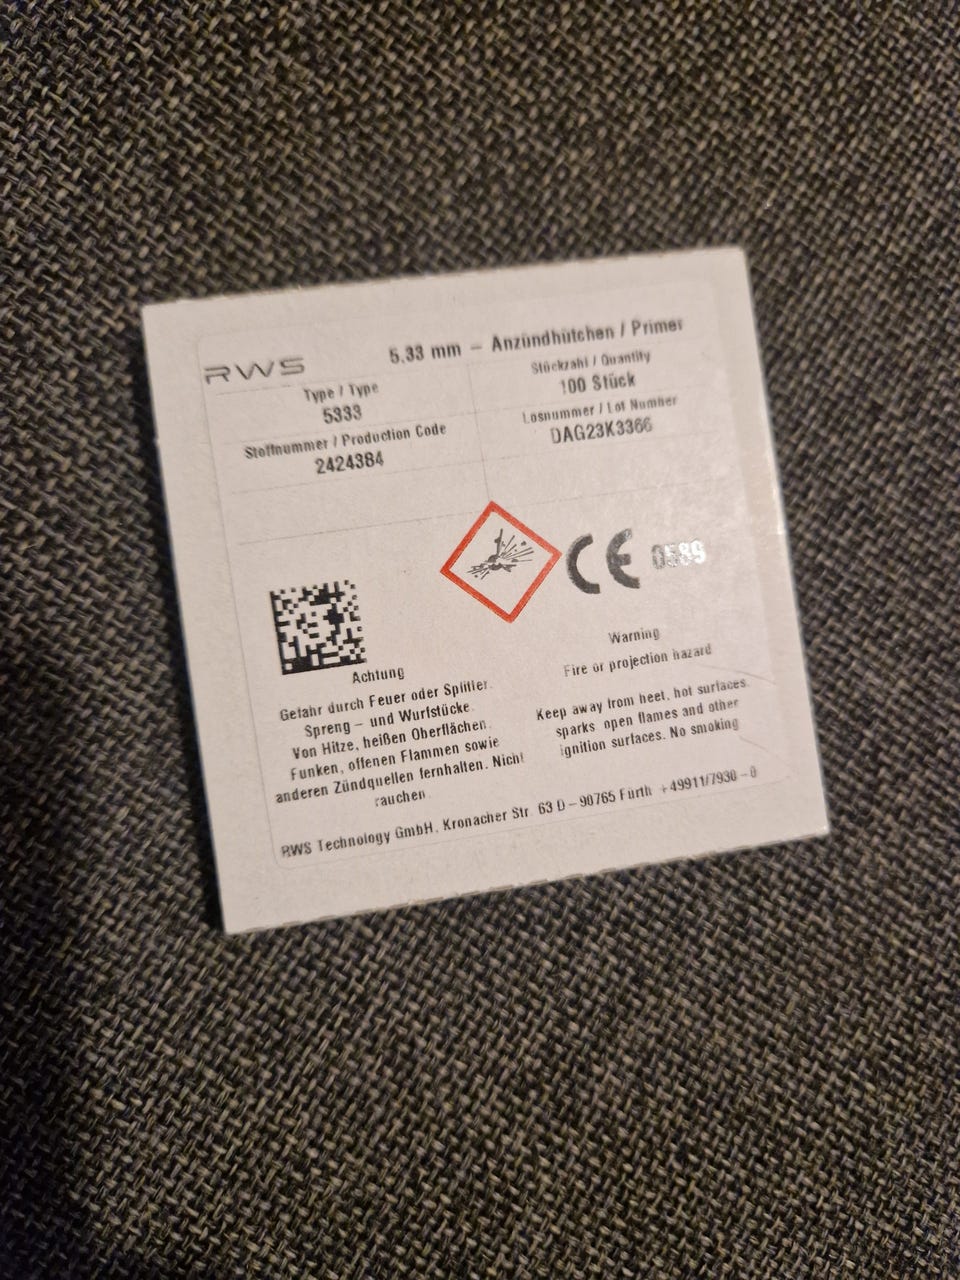 RWS
5.33 mm – Anzündhütchen / Primer
Type / Type
5333
Stückzahl / Quantity
100 Stück
Stoffnummer / Production Code
2424384
Losnummer / Lot Number
DAG23K3366
CE 0589
Achtung
Gefahr durch Feuer oder Splitter,
Spreng – und Wurfstücke.
Von Hitze, heißen Oberflächen,
Funken, offenen Flammen sowie
anderen Zündquellen fernhalten. Nicht
rauchen.
Warning
Fire or projection hazard
Keep away from heet, hot surfaces,
sparks, open flames and other
ignition surfaces. No smoking
RWS Technology GmbH, Kronacher Str. 63 D – 90765 Fürth +49911/7930 – 0